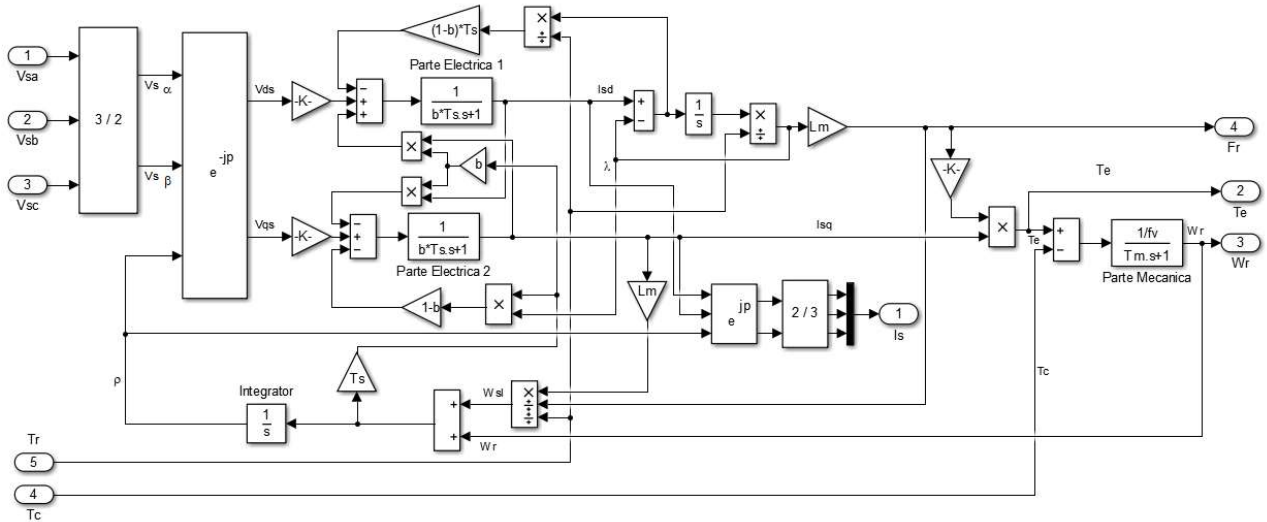 (1-b)*Ts
×
÷
Parte Electrica 1
1
Vsa
3 / 2
Vs α
Vds
-K-
−
+
+
1
b*Ts.s+1
Isd
+
−
1
s
×
÷
Lm
4
Fr
2
Vsb
-jp
e
×
b
λ
-K-
Te
3
Vsc
Vs β
×
2
Te
Vqs
-K-
−
+
−
1
b*Ts.s+1
Isq
×
Te
+
−
1/fv
Tm.s+1
Wr
3
Wr
Parte Electrica 2
Parte Mecanica
1-b
×
Lm
jp
e
2 / 3
1
Is
ρ
Ts
Tc
Integrator
1
s
+
+
Wsl
×
÷
÷
Wr
Tr
5
4
Tc